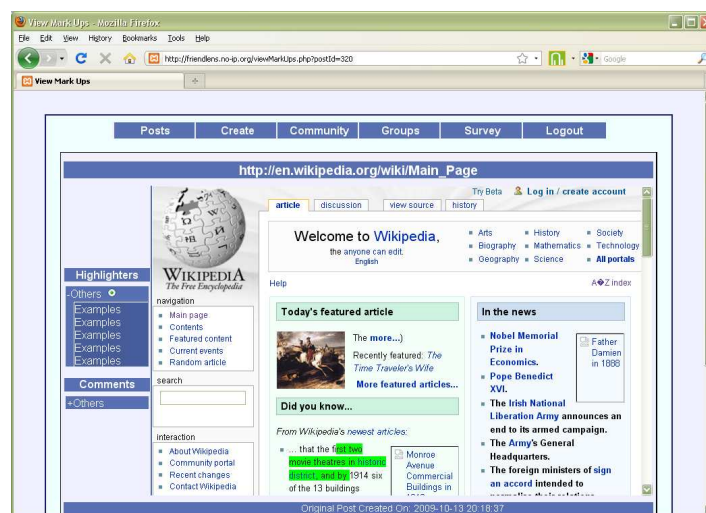 View Mark Ups - Mozilla Firefox
File Edit View History Bookmarks Tools Help
http://friendlens.no-ip.org/viewMarkUps.php?postId=320
Google
View Mark Ups
Posts Create Community Groups Survey Logout
http://en.wikipedia.org/wiki/Main_Page
Try Beta Log in / create account
article discussion view source history
Welcome to Wikipedia,
the anyone can edit.
English
Arts History Society
Biography Mathematics Technology
Geography Science All portals
WIKIPEDIA
The Free Encyclopedia
Help
A�Z index
Highlighters
-Others
Examples
Examples
Examples
Examples
Examples
Comments
+Others
navigation
Main page
Contents
Featured content
Current events
Random article
search
interaction
About Wikipedia
Community portal
Recent changes
Contact Wikipedia
Today's featured article
The more...)
Recently featured: The
Time Traveler's Wife
More featured articles...
Did you know...
From Wikipedia's newest articles:
... that the first two
movie theatres in historic
district, and by 1914 six
of the 13 buildings
Monroe
Avenue
Commercial
Buildings in
In the news
Nobel Memorial
Prize in
Economics.
Father
Damien
in 1888
Pope Benedict
XVI.
The Irish National
Liberation Army announces an
end to its armed campaign.
The Army's General
Headquarters.
The foreign ministers of sign
an accord intended to
Original Post Created On: 2009-10-13 20:18:37